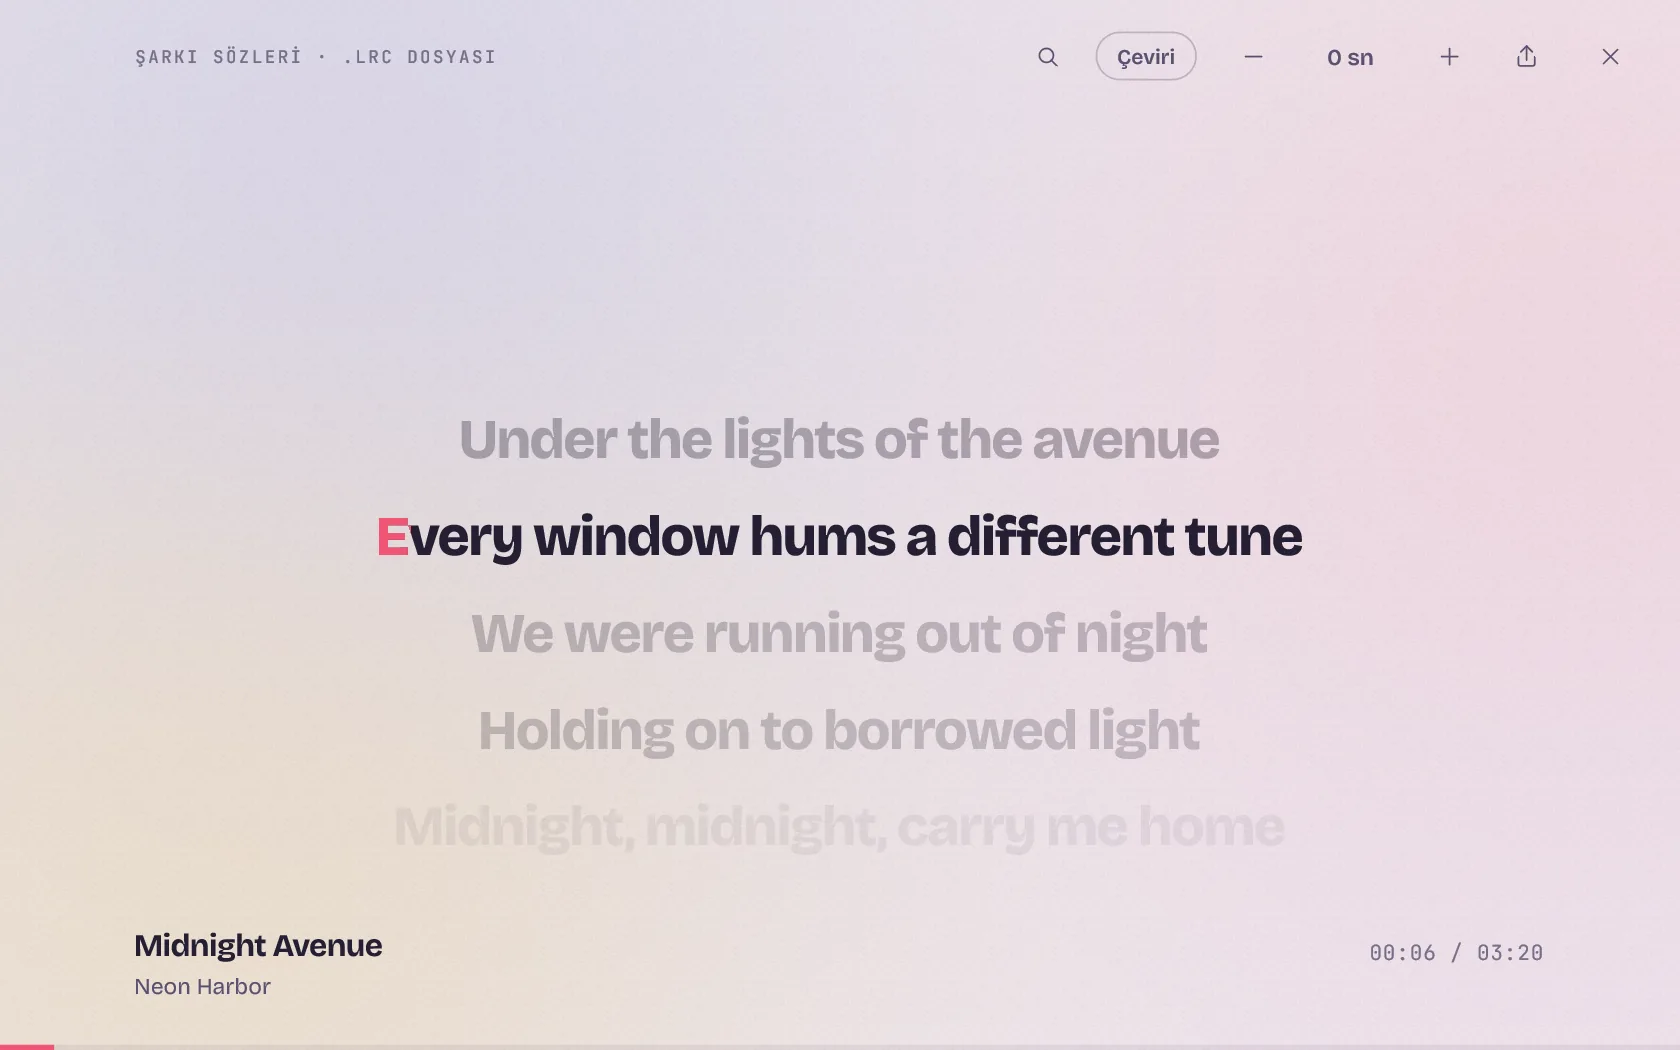 ŞARKI SÖZLERİ · .LRC DOSYASI
Çeviri
0 sn
Under the lights of the avenue
Every window hums a different tune
We were running out of night
Holding on to borrowed light
Midnight, midnight, carry me home
Midnight Avenue
Neon Harbor
00:06 / 03:20